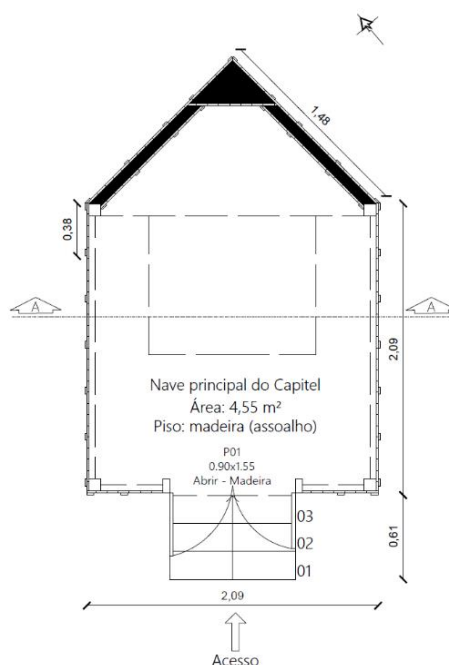 1,48
0,38
A
A
2,09
Nave principal do Capitel
Área: 4,55 m²
Piso: madeira (assoalho)
P01
0.90x1.55
Abrir - Madeira
03
02
01
0,61
2,09
Acesso